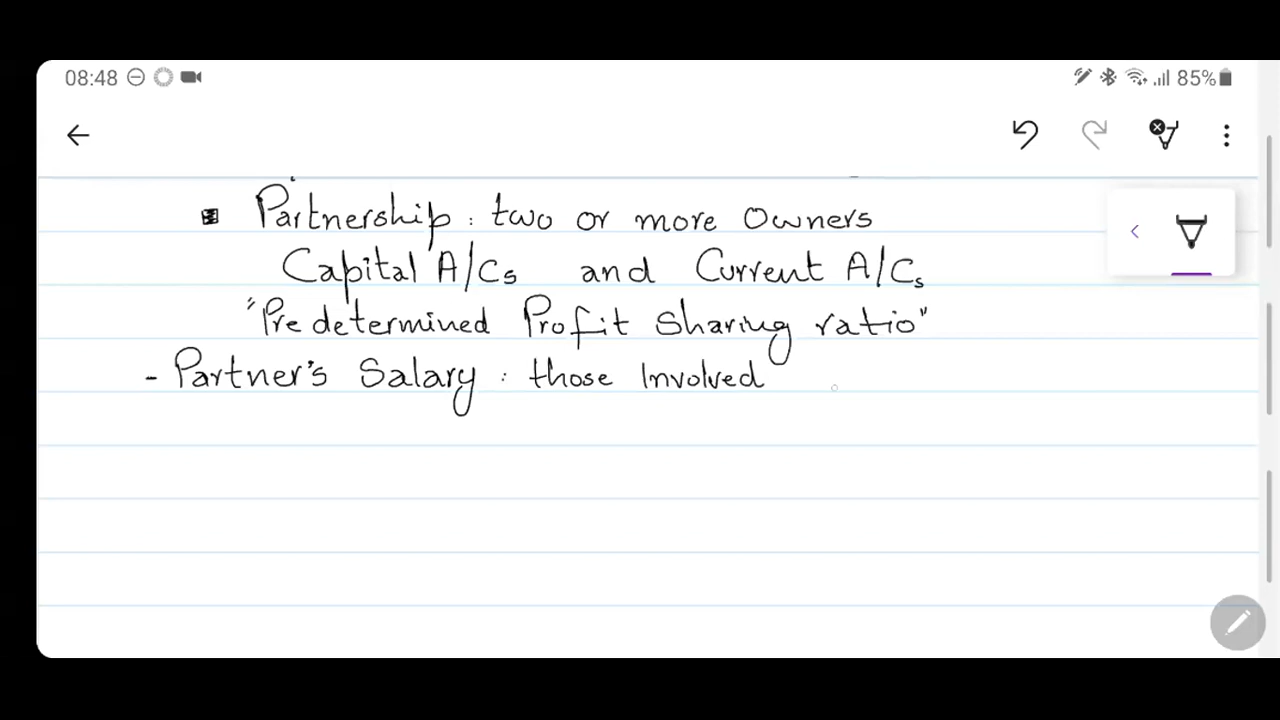 08:48 85%
Partnership : two or more Owners
Capital A/Cs and Current A/Cs
"Predetermined Profit Sharing ratio"
- Partner's Salary : those Involved